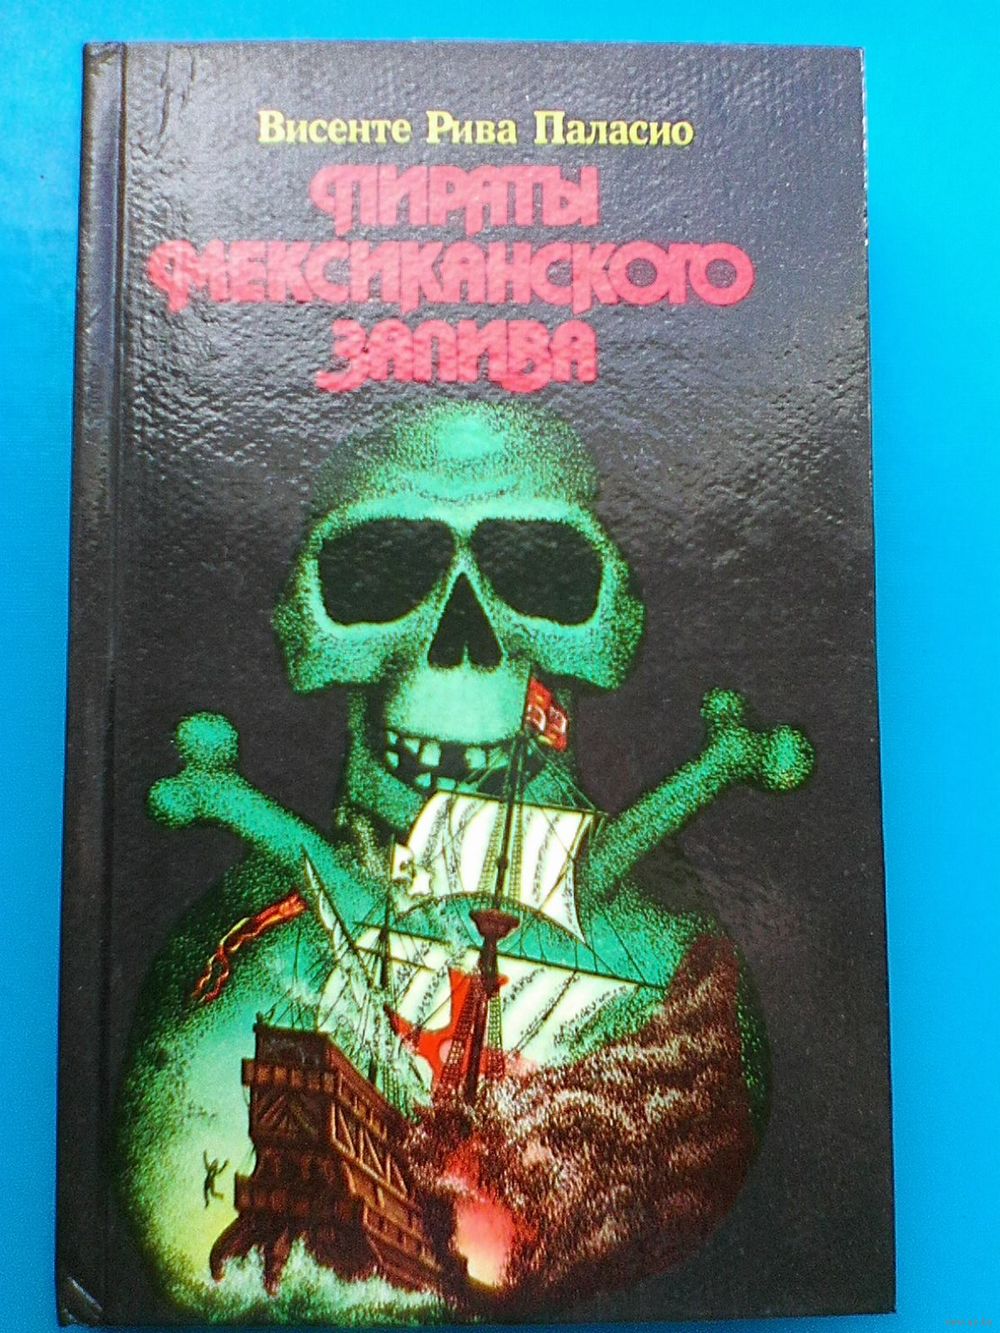 Висенте Рива Паласио
ПИРАТЫ
МЕКСИКАНСКОГО
ЗАЛИВА